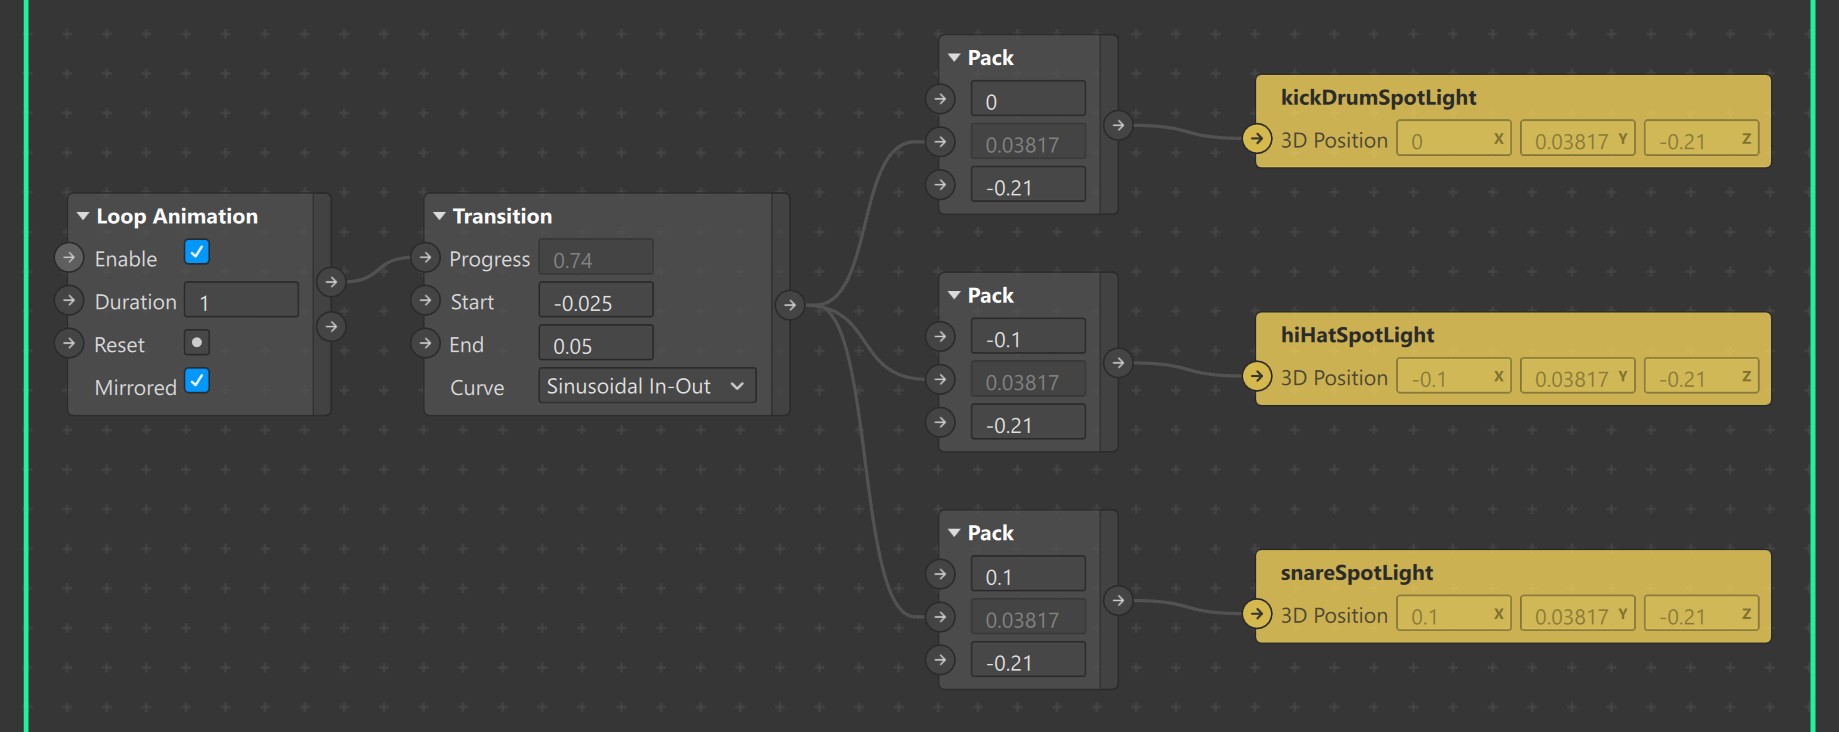 Loop Animation
Enable
Duration 1
Reset
Mirrored
Transition
Progress 0.74
Start -0.025
End 0.05
Curve Sinusoidal In-Out
Pack
0
0.03817
-0.21
kickDrumSpotLight
3D Position 0 X 0.03817 Y -0.21 Z
Pack
-0.1
0.03817
-0.21
hiHatSpotLight
3D Position -0.1 X 0.03817 Y -0.21 Z
Pack
0.1
0.03817
-0.21
snareSpotLight
3D Position 0.1 X 0.03817 Y -0.21 Z